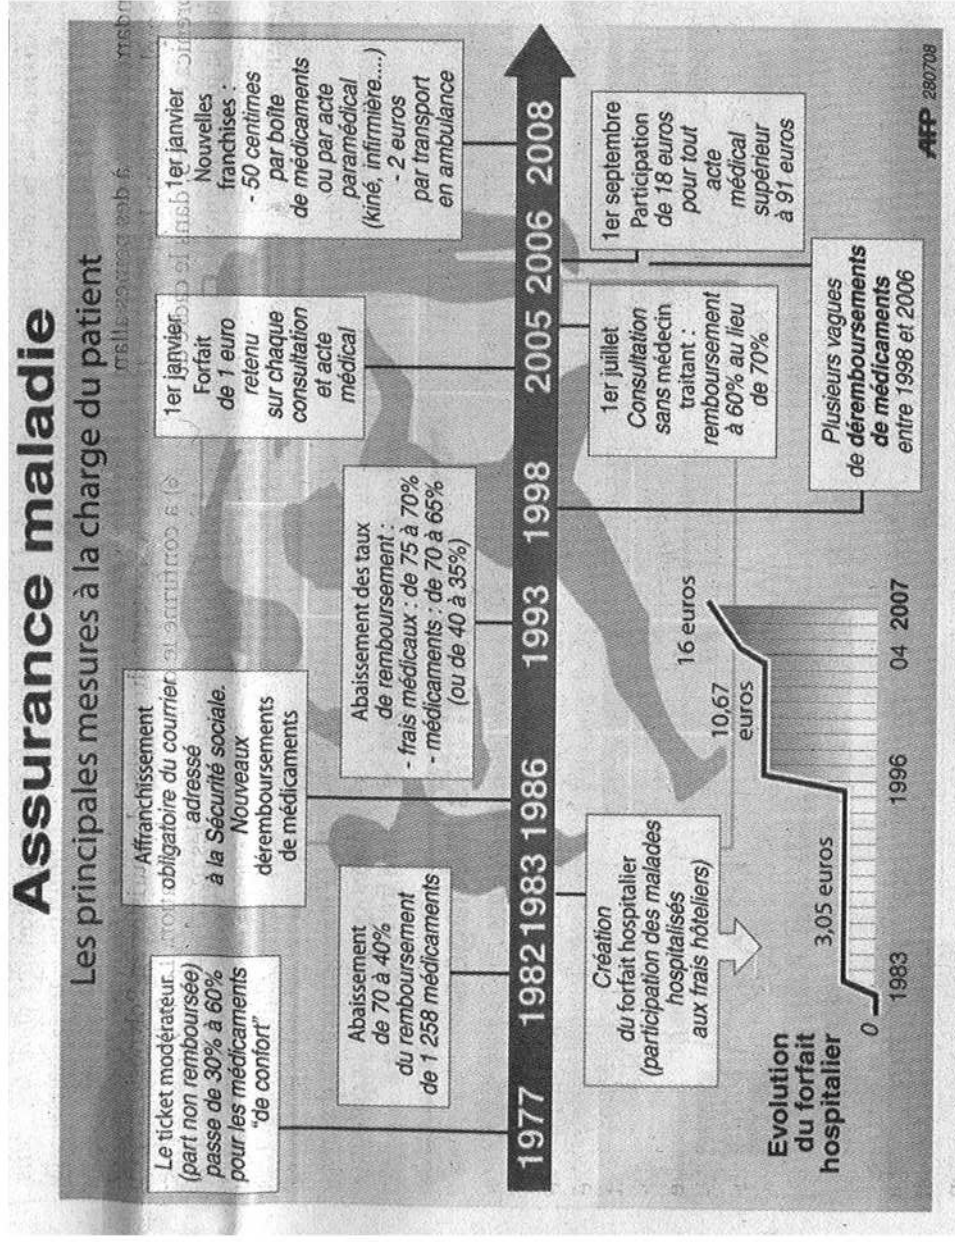 Assurance maladie
Les principales mesures à la charge du patient
Le ticket modérateur
(part non remboursée)
passe de 30% à 60%
pour les médicaments
"de confort"
Abaissement
de 70 à 40%
du remboursement
de 1 258 médicaments
Affranchissement
obligatoire du courrier
adressé
à la Sécurité sociale.
Nouveaux
déremboursements
de médicaments
Abaissement des taux
de remboursement :
- frais médicaux : de 75 à 70%
- médicaments : de 70 à 65%
(ou de 40 à 35%)
1er janvier
Forfait
de 1 euro
retenu
sur chaque
consultation
et acte
médical
1er janvier
Nouvelles
franchises :
- 50 centimes
par boîte
de médicaments
ou par acte
paramédical
(kiné, infirmière....)
- 2 euros
par transport
en ambulance
1977 1982 1983 1986 1993 1998 2005 2006 2008
Création
du forfait hospitalier
(participation des malades
hospitalisés
aux frais hôteliers)
1er juillet
Consultation
sans médecin
traitant :
remboursement
à 60% au lieu
de 70%
1er septembre
Participation
de 18 euros
pour tout
acte
médical
supérieur
à 91 euros
Plusieurs vagues
de déremboursements
de médicaments
entre 1998 et 2006
Evolution
du forfait
hospitalier
0
3,05 euros
10,67
euros
16 euros
1983 1996 04 2007
AFP 280708